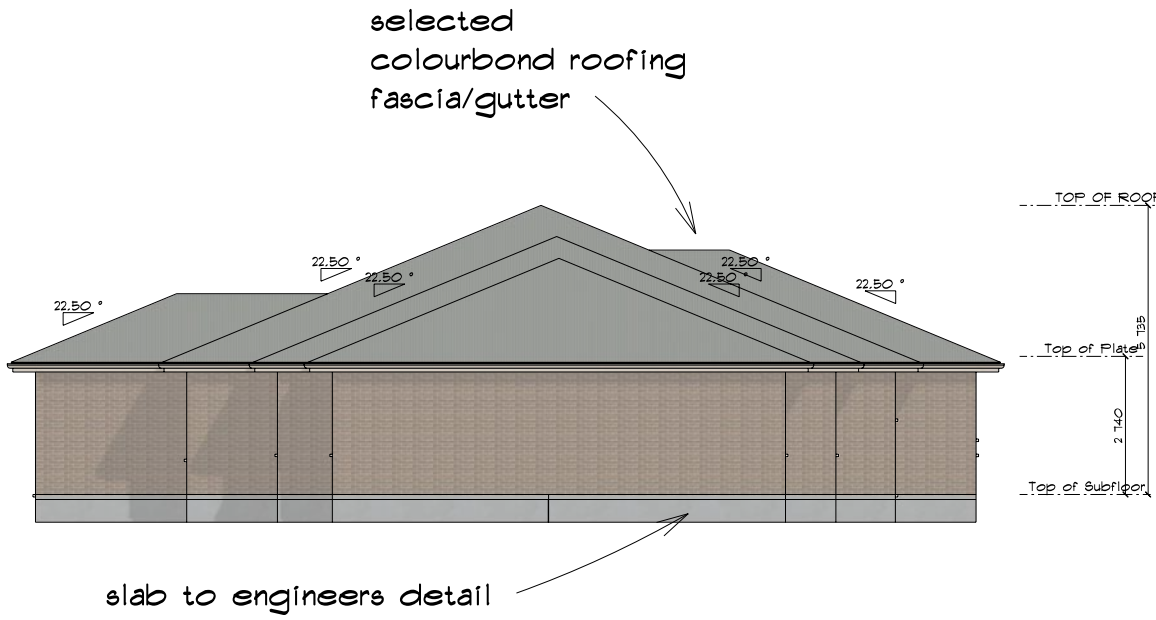 selected
colourbond roofing
fascia/gutter
TOP OF ROOF
22.50 °
22.50 °
22.50 °
22.50 °
22.50 °
22.50 °
Top of Plate
5 735
2 740
Top of Subfloor
slab to engineers detail